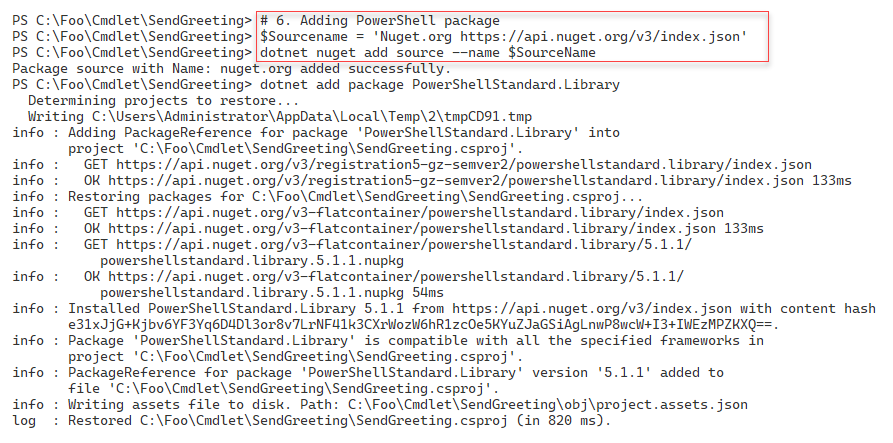 PS C:\Foo\Cmdlet\SendGreeting> # 6. Adding PowerShell package
PS C:\Foo\Cmdlet\SendGreeting> $Sourcename = 'Nuget.org https://api.nuget.org/v3/index.json'
PS C:\Foo\Cmdlet\SendGreeting> dotnet nuget add source --name $SourceName
Package source with Name: nuget.org added successfully.
PS C:\Foo\Cmdlet\SendGreeting> dotnet add package PowerShellStandard.Library
  Determining projects to restore...
  Writing C:\Users\Administrator\AppData\Local\Temp\2\tmpCD91.tmp
info : Adding PackageReference for package 'PowerShellStandard.Library' into
       project 'C:\Foo\Cmdlet\SendGreeting\SendGreeting.csproj'.
info :   GET https://api.nuget.org/v3/registration5-gz-semver2/powershellstandard.library/index.json
info :   OK https://api.nuget.org/v3/registration5-gz-semver2/powershellstandard.library/index.json 133ms
info : Restoring packages for C:\Foo\Cmdlet\SendGreeting\SendGreeting.csproj...
info :   GET https://api.nuget.org/v3-flatcontainer/powershellstandard.library/index.json
info :   OK https://api.nuget.org/v3-flatcontainer/powershellstandard.library/index.json 133ms
info :   GET https://api.nuget.org/v3-flatcontainer/powershellstandard.library/5.1.1/
           powershellstandard.library.5.1.1.nupkg
info :   OK https://api.nuget.org/v3-flatcontainer/powershellstandard.library/5.1.1/
           powershellstandard.library.5.1.1.nupkg 54ms
info : Installed PowerShellStandard.Library 5.1.1 from https://api.nuget.org/v3/index.json with content hash
       e31xJjG+Kjbv6YF3Yq6D4Dl3or8v7LrNF41k3CXrWozW6hR1zcOe5KYuZJaGSiAgLnwP8wcW+I3+IWEzMPZKXQ==.
info : Package 'PowerShellStandard.Library' is compatible with all the specified frameworks in
       project 'C:\Foo\Cmdlet\SendGreeting\SendGreeting.csproj'.
info : PackageReference for package 'PowerShellStandard.Library' version '5.1.1' added to
       file 'C:\Foo\Cmdlet\SendGreeting\SendGreeting.csproj'.
info : Writing assets file to disk. Path: C:\Foo\Cmdlet\SendGreeting\obj\project.assets.json
log  : Restored C:\Foo\Cmdlet\SendGreeting\SendGreeting.csproj (in 820 ms).